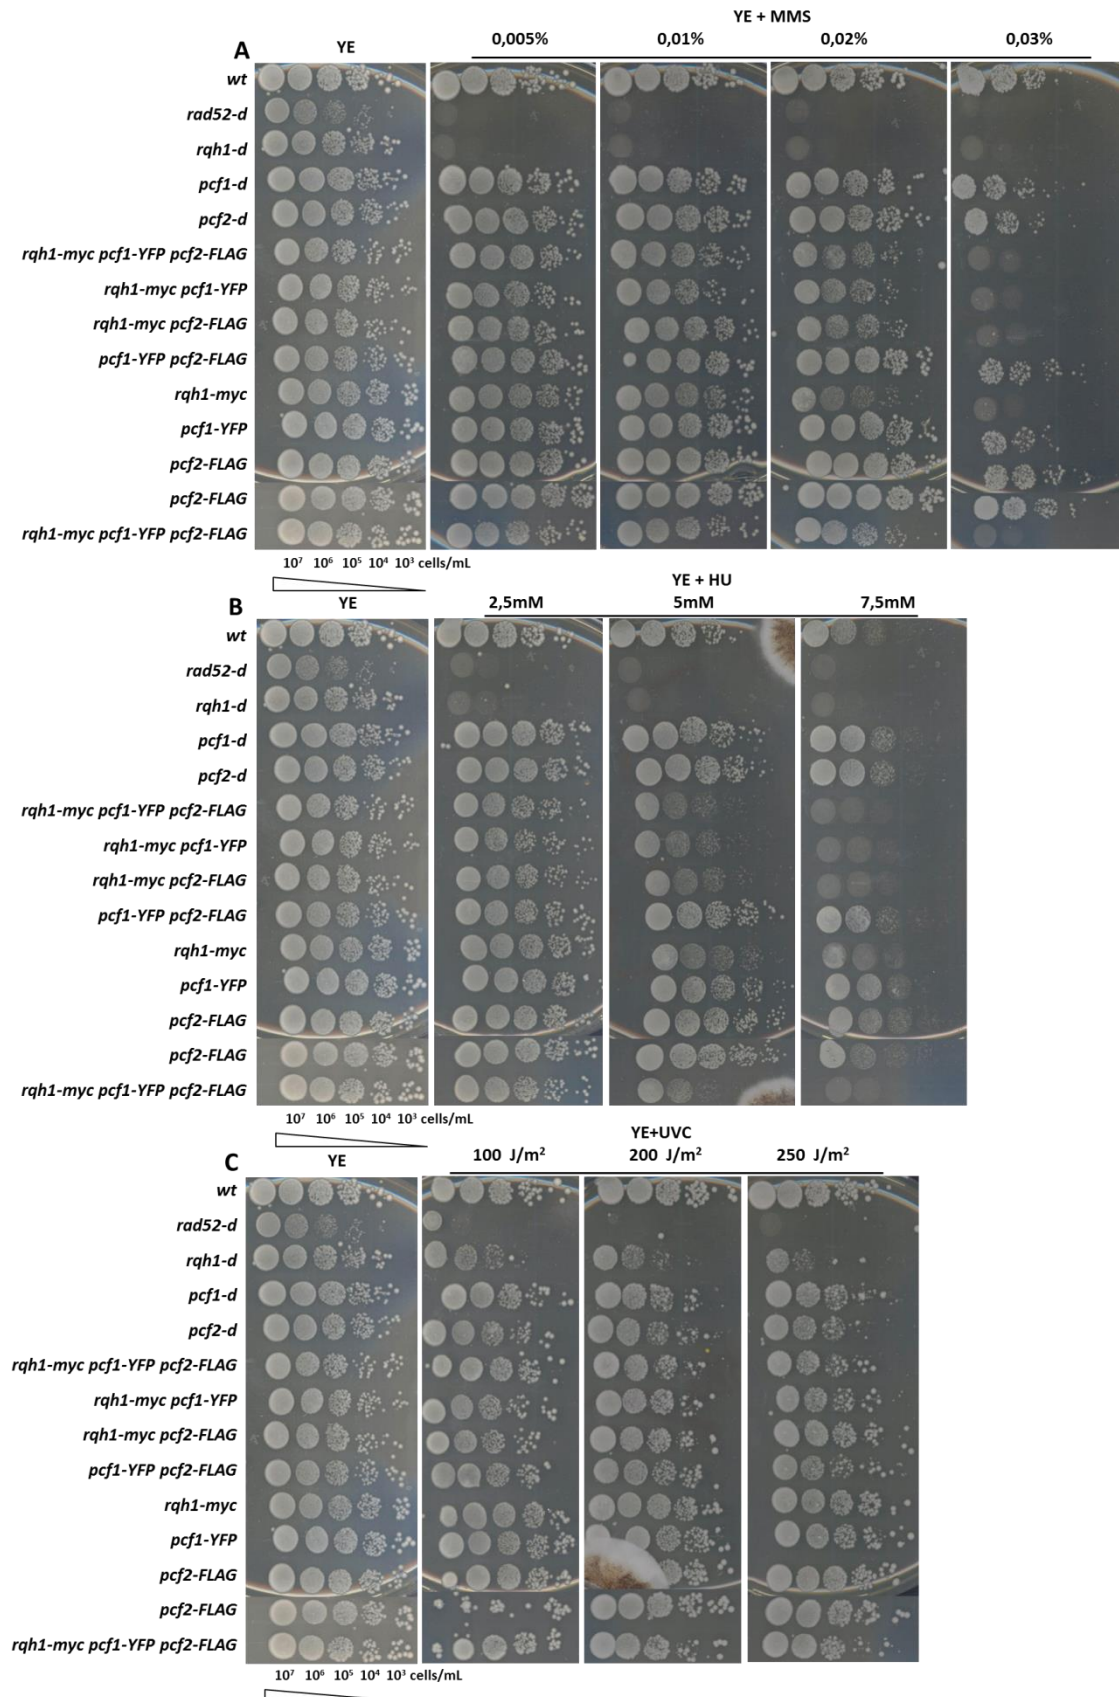 YE + MMS
A YE 0,005% 0,01% 0,02% 0,03%
wt
rad52-d
rqh1-d
pcf1-d
pcf2-d
rqh1-myc pcf1-YFP pcf2-FLAG
rqh1-myc pcf1-YFP
rqh1-myc pcf2-FLAG
pcf1-YFP pcf2-FLAG
rqh1-myc
pcf1-YFP
pcf2-FLAG
pcf2-FLAG
rqh1-myc pcf1-YFP pcf2-FLAG
10⁷ 10⁶ 10⁵ 10⁴ 10³ cells/mL
YE + HU
B YE 2,5mM 5mM 7,5mM
wt
rad52-d
rqh1-d
pcf1-d
pcf2-d
rqh1-myc pcf1-YFP pcf2-FLAG
rqh1-myc pcf1-YFP
rqh1-myc pcf2-FLAG
pcf1-YFP pcf2-FLAG
rqh1-myc
pcf1-YFP
pcf2-FLAG
pcf2-FLAG
rqh1-myc pcf1-YFP pcf2-FLAG
10⁷ 10⁶ 10⁵ 10⁴ 10³ cells/mL
YE+UVC
C YE 100 J/m² 200 J/m² 250 J/m²
wt
rad52-d
rqh1-d
pcf1-d
pcf2-d
rqh1-myc pcf1-YFP pcf2-FLAG
rqh1-myc pcf1-YFP
rqh1-myc pcf2-FLAG
pcf1-YFP pcf2-FLAG
rqh1-myc
pcf1-YFP
pcf2-FLAG
pcf2-FLAG
rqh1-myc pcf1-YFP pcf2-FLAG
10⁷ 10⁶ 10⁵ 10⁴ 10³ cells/mL